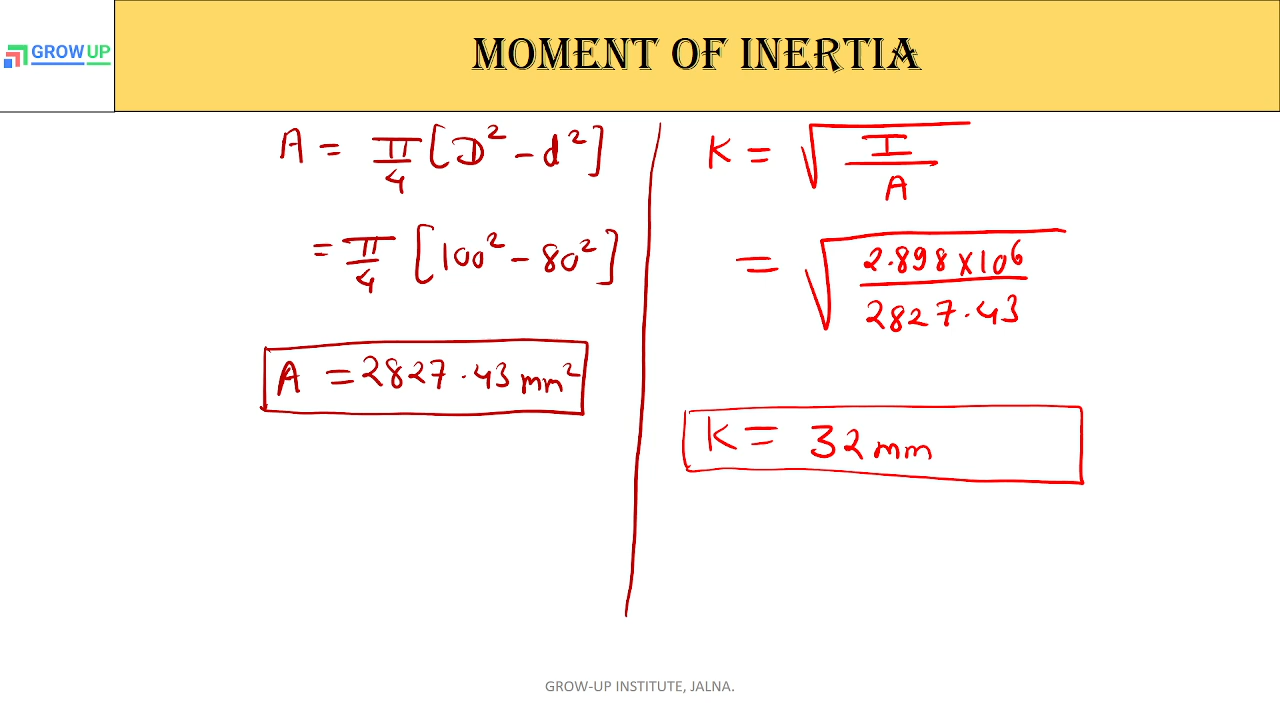 GROW UP
MOMENT OF INERTIA
A = π/4 [D² - d²]
= π/4 [100² - 80²]
A = 2827.43 mm²
K = √(I/A)
= √(2.898 × 10⁶/2827.43)
K = 32 mm
GROW-UP INSTITUTE, JALNA.